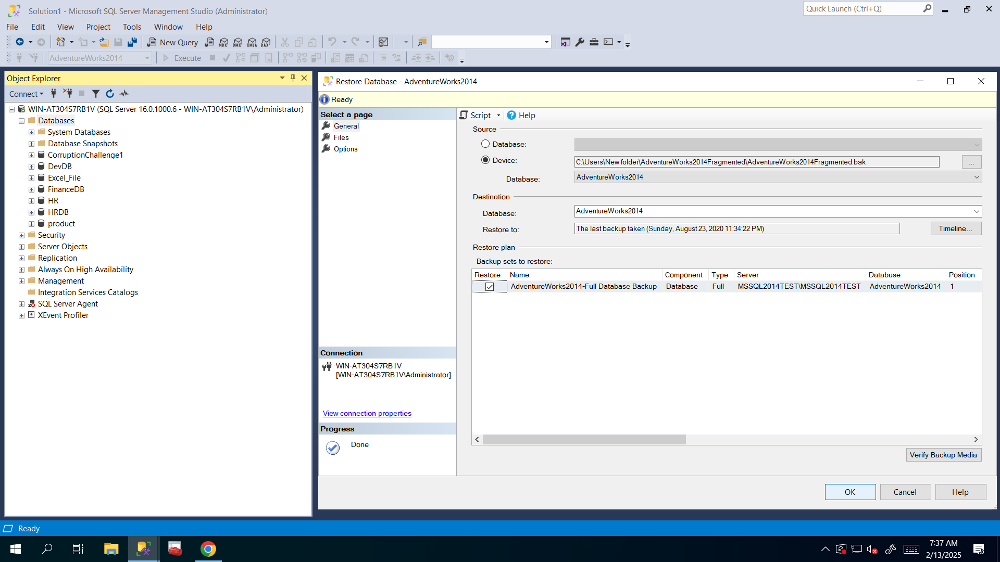 Solution1 - Microsoft SQL Server Management Studio (Administrator)
Quick Launch (Ctrl+Q)
File Edit View Project Tools Window Help
New Query MDX DMX XMLA DAX
AdventureWorks2014 Execute
Object Explorer
Connect
WIN-AT304S7RB1V (SQL Server 16.0.1000.6 - WIN-AT304S7RB1V\Administrator)
Databases
System Databases
Database Snapshots
CorruptionChallenge1
DevDB
Excel_File
FinanceDB
HR
HRDB
product
Security
Server Objects
Replication
Always On High Availability
Management
Integration Services Catalogs
SQL Server Agent
XEvent Profiler
Restore Database - AdventureWorks2014
Ready
Select a page
General
Files
Options
Connection
WIN-AT304S7RB1V
[WIN-AT304S7RB1V\Administrator]
View connection properties
Progress
Done
Script Help
Source
Database:
Device: C:\Users\New folder\AdventureWorks2014Fragmented\AdventureWorks2014Fragmented.bak ...
Database: AdventureWorks2014
Destination
Database: AdventureWorks2014
Restore to: The last backup taken (Sunday, August 23, 2020 11:34:22 PM) Timeline...
Restore plan
Backup sets to restore:
Restore Name Component Type Server Database Position
AdventureWorks2014-Full Database Backup Database Full MSSQL2014TEST\MSSQL2014TEST AdventureWorks2014 1
Verify Backup Media
OK Cancel Help
Ready
7:37 AM
2/13/2025